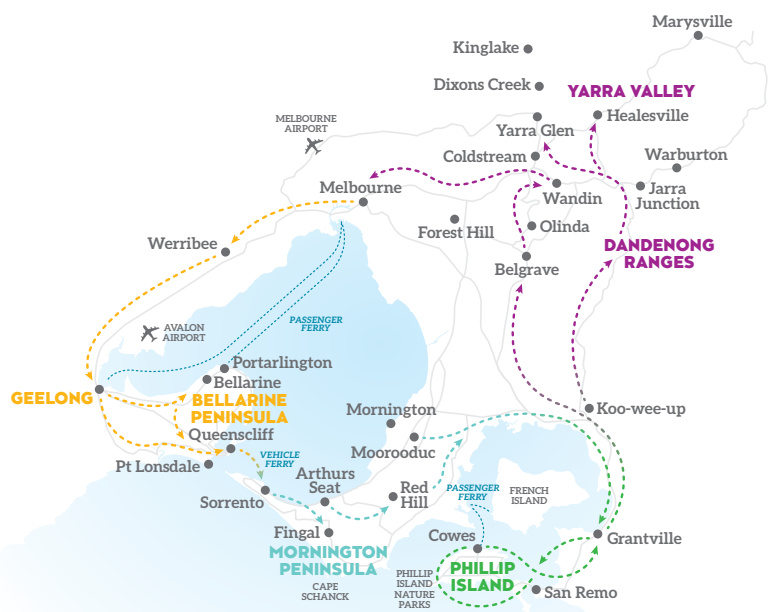 Marysville
Kinglake
Dixons Creek
YARRA VALLEY
Healesville
MELBOURNE
AIRPORT
Yarra Glen
Coldstream
Warburton
Melbourne
Wandin
Jarra
Junction
Forest Hill
Olinda
Werribee
DANDENONG
RANGES
Belgrave
PASSENGER
FERRY
AVALON
AIRPORT
Portarlington
Bellarine
GEELONG
BELLARINE
PENINSULA
Mornington
Koo-wee-up
Queenscliff
Moorooduc
Pt Lonsdale
VEHICLE
FERRY
Arthurs
Seat
Sorrento
Red
Hill
PASSENGER
FERRY
FRENCH
ISLAND
Fingal
Cowes
Grantville
MORNINGTON
PENINSULA
CAPE
SCHANCK
PHILLIP
ISLAND
NATURE
PARKS
PHILLIP
ISLAND
San Remo